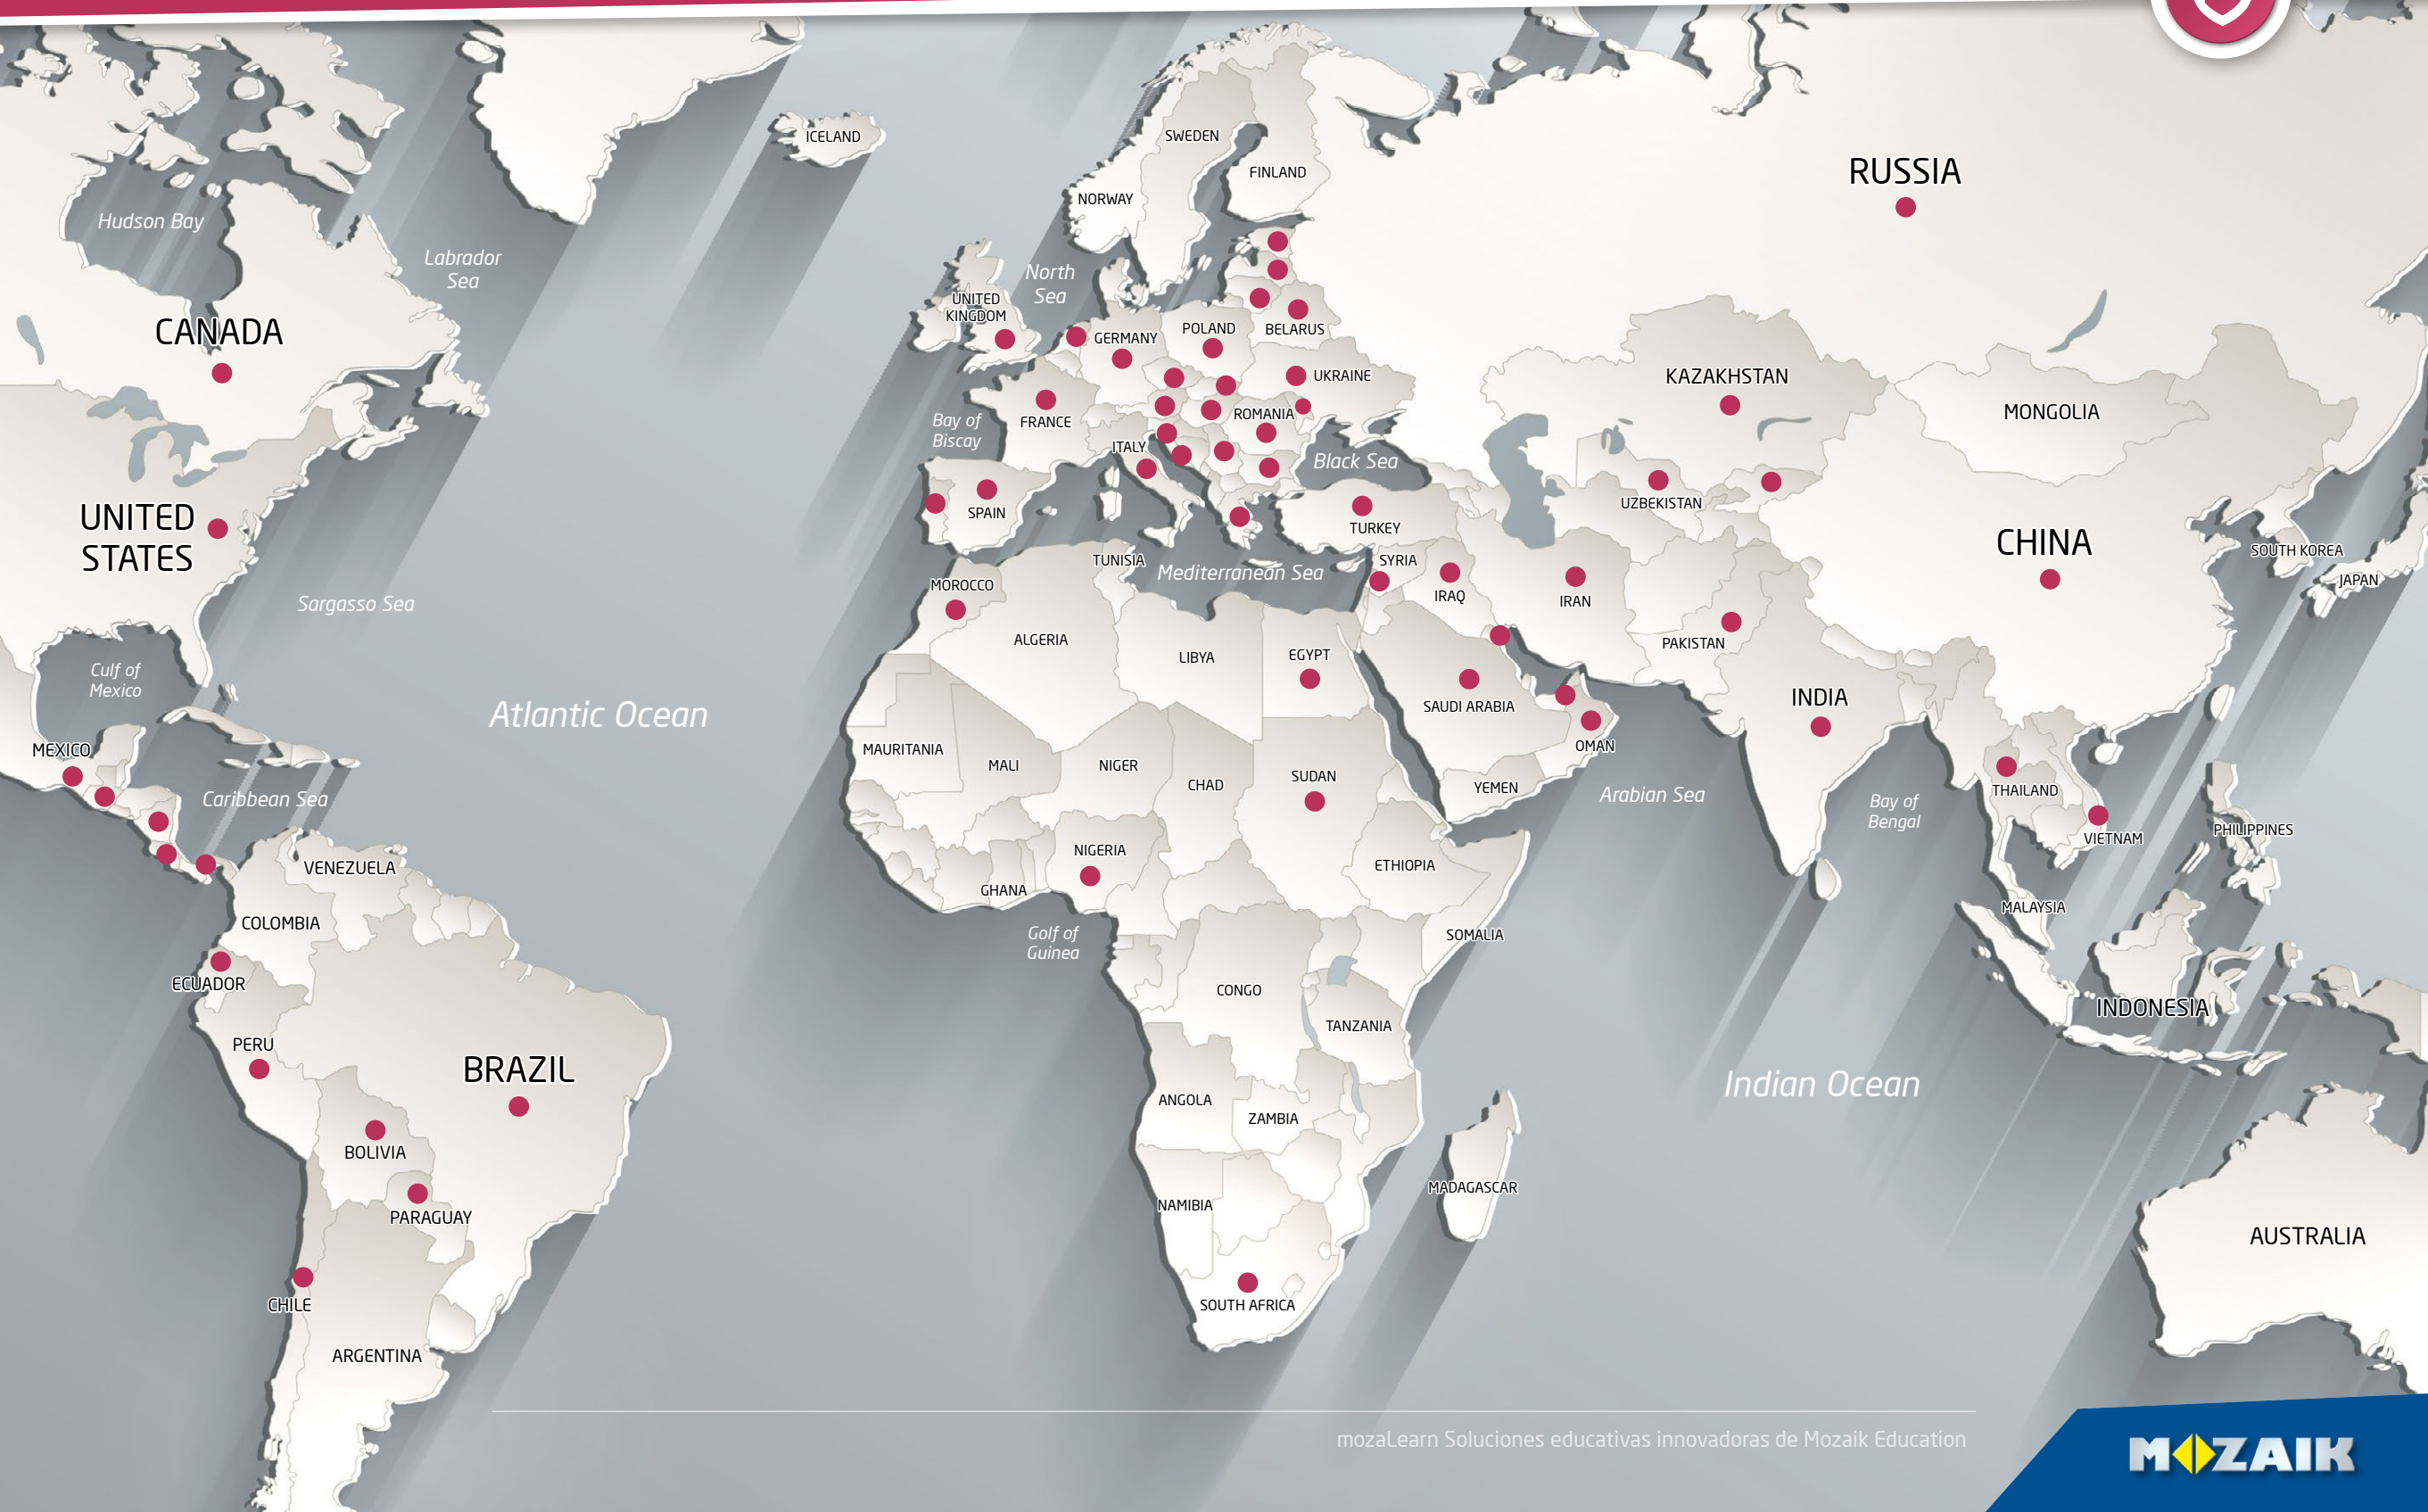 ICELAND
SWEDEN
FINLAND
NORWAY
RUSSIA
Hudson Bay
Labrador
Sea
North
Sea
UNITED
KINGDOM
CANADA
GERMANY
POLAND
BELARUS
UKRAINE
KAZAKHSTAN
MONGOLIA
FRANCE
ROMANIA
Bay of
Biscay
ITALY
Black Sea
UNITED
STATES
SPAIN
TURKEY
UZBEKISTAN
CHINA
SOUTH KOREA
JAPAN
TUNISIA
Mediterranean Sea
SYRIA
MOROCCO
IRAQ
IRAN
Sargasso Sea
ALGERIA
LIBYA
EGYPT
PAKISTAN
Gulf of
Mexico
Atlantic Ocean
SAUDI ARABIA
INDIA
MEXICO
MAURITANIA
MALI
NIGER
CHAD
SUDAN
OMAN
YEMEN
Arabian Sea
Bay of
Bengal
THAILAND
VIETNAM
PHILIPPINES
Caribbean Sea
VENEZUELA
NIGERIA
GHANA
ETHIOPIA
MALAYSIA
COLOMBIA
Golf of
Guinea
SOMALIA
ECUADOR
CONGO
INDONESIA
TANZANIA
PERU
BRAZIL
Indian Ocean
ANGOLA
ZAMBIA
BOLIVIA
MADAGASCAR
NAMIBIA
PARAGUAY
AUSTRALIA
CHILE
SOUTH AFRICA
ARGENTINA
mozaLearn Soluciones educativas innovadoras de Mozaik Education
MOZAIK